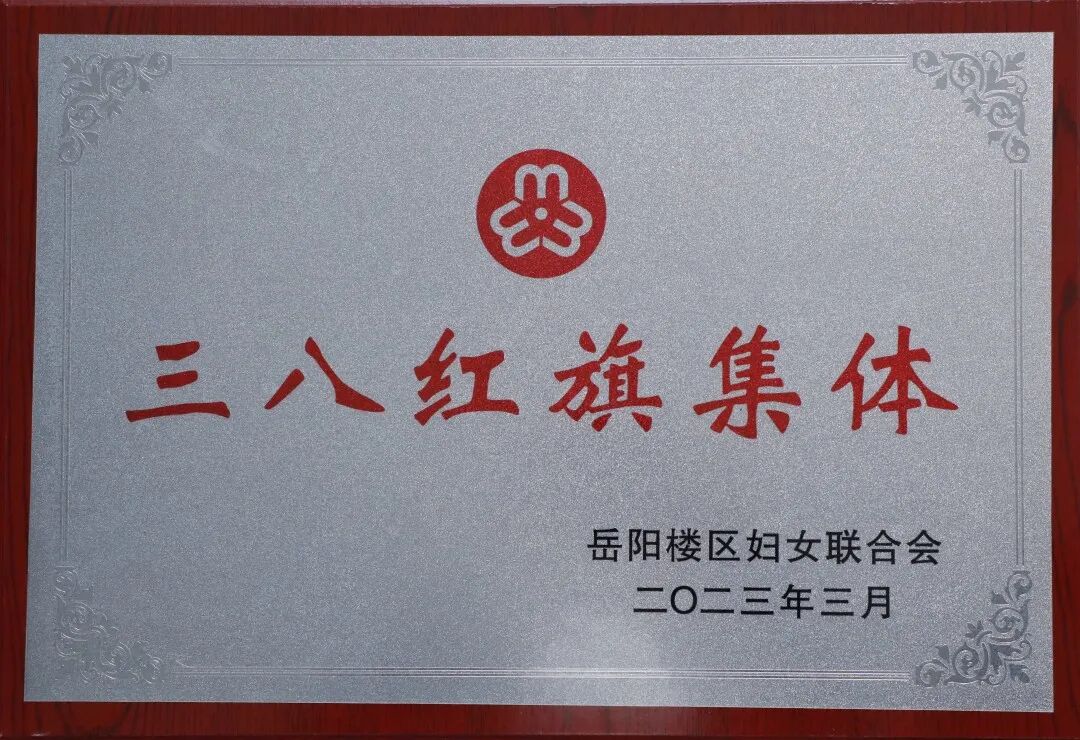 三八红旗集体
岳阳楼区妇女联合会
二〇二三年三月